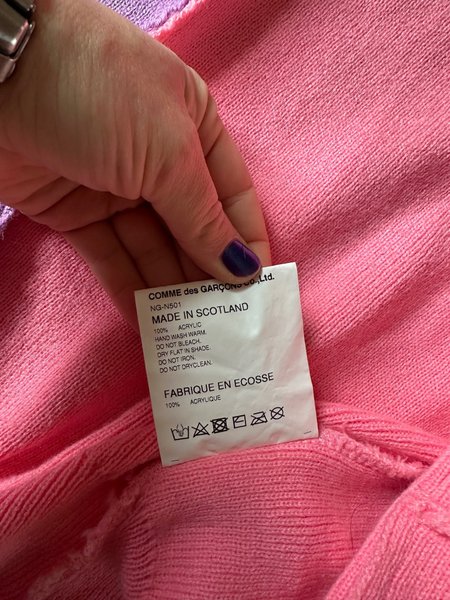 COMME des GARÇONS Co.,Ltd.
NG-N501
MADE IN SCOTLAND
100% ACRYLIC
HAND WASH WARM.
DO NOT BLEACH.
DRY FLAT IN SHADE.
DO NOT IRON.
DO NOT DRYCLEAN.
FABRIQUE EN ECOSSE
100% ACRYLIQUE